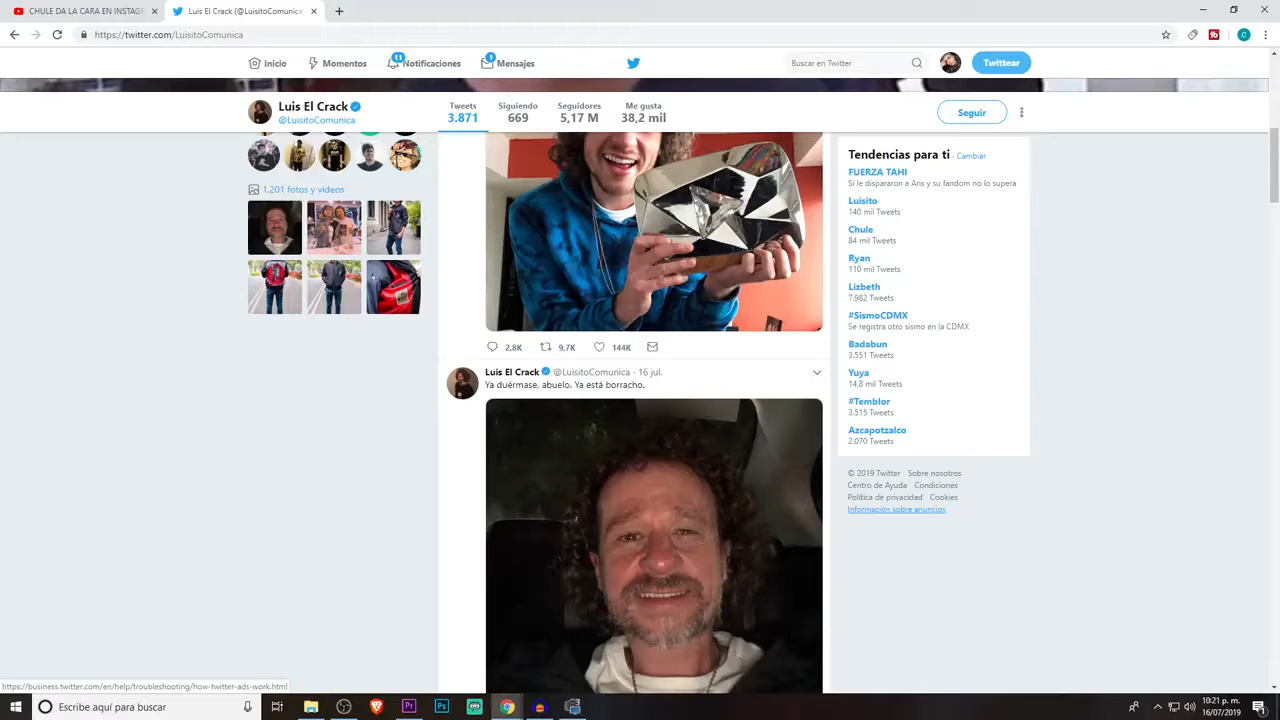 CHULE DA LA CARA EN INSTAGR
Luis El Crack (@LuisitoComunica
https://twitter.com/LuisitoComunica
Inicio
Momentos
11
Notificaciones
1
Mensajes
Buscar en Twitter
Twittear
Luis El Crack
@LuisitoComunica
Tweets
3.871
Siguiendo
669
Seguidores
5,17 M
Me gusta
38,2 mil
Seguir
1.201 fotos y videos
2,8K 9,7K 144K
Luis El Crack @LuisitoComunica · 16 jul.
Ya duérmase, abuelo. Ya está borracho.
Tendencias para ti · Cambiar
FUERZA TAHI
Sí le dispararon a Aris y su fandom no lo supera
Luisito
140 mil Tweets
Chule
84 mil Tweets
Ryan
110 mil Tweets
Lizbeth
7.982 Tweets
#SismoCDMX
Se registra otro sismo en la CDMX
Badabun
3.551 Tweets
Yuya
14,8 mil Tweets
#Temblor
3.515 Tweets
Azcapotzalco
2.070 Tweets
© 2019 Twitter Sobre nosotros
Centro de Ayuda Condiciones
Política de privacidad Cookies
Información sobre anuncios
https://business.twitter.com/en/help/troubleshooting/how-twitter-ads-work.html
Escribe aquí para buscar
Pr
Ps
10:21 p. m.
16/07/2019